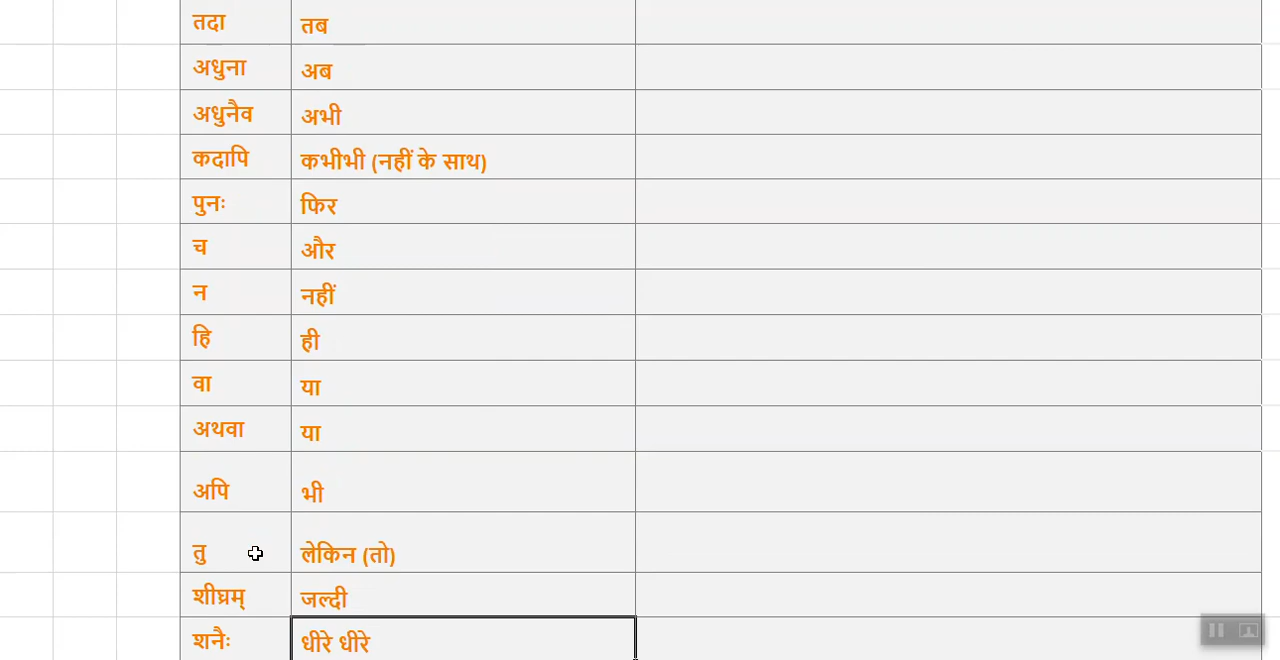 तदा तब
अधुना अब
अधुनैव अभी
कदापि कभीभी (नहीं के साथ)
पुनः फिर
च और
न नहीं
हि ही
वा या
अथवा या
अपि भी
तु लेकिन (तो)
शीघ्रम् जल्दी
शनैः धीरे धीरे